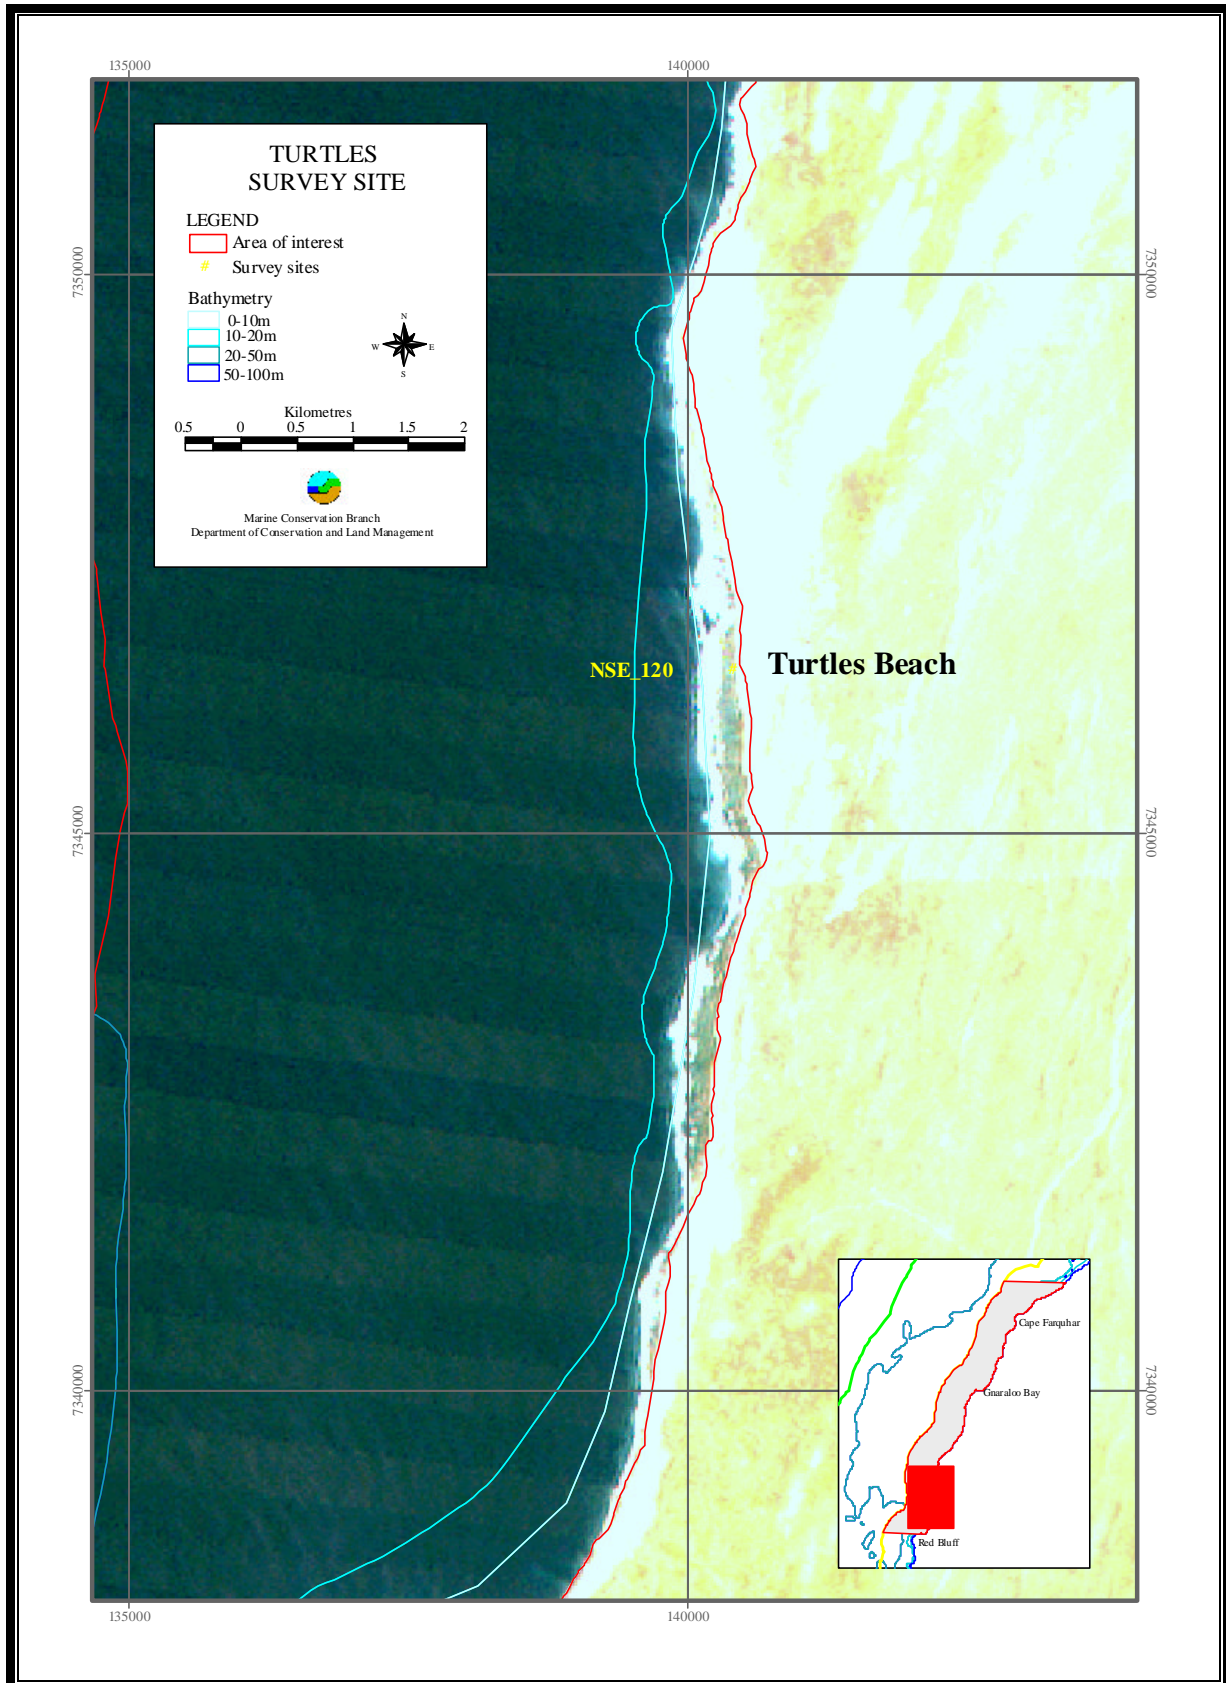 135000
140000
TURTLES
SURVEY SITE
LEGEND
Area of interest
# Survey sites
Bathymetry
0-10m
10-20m
20-50m
50-100m
N
W E
S
Kilometres
0.5 0 0.5 1 1.5 2
Marine Conservation Branch
Department of Conservation and Land Management
7350000
7350000
NSE_120
Turtles Beach
7345000
7345000
7340000
7340000
Cape Farquhar
Gnaraloo Bay
Red Bluff
135000
140000